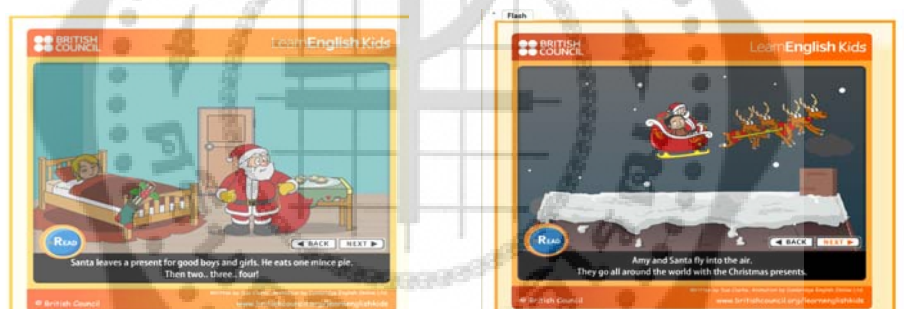 BRITISH
COUNCIL
LearnEnglish Kids
READ
BACK
NEXT
Santa leaves a present for good boys and girls. He eats one mince pie.
Then two.. three.. four!
© British Council
www.britishcouncil.org/learnenglishkids
Flash
BRITISH
COUNCIL
LearnEnglish Kids
READ
BACK
NEXT
Amy and Santa fly into the air.
They go all around the world with the Christmas presents.
© British Council
www.britishcouncil.org/learnenglishkids